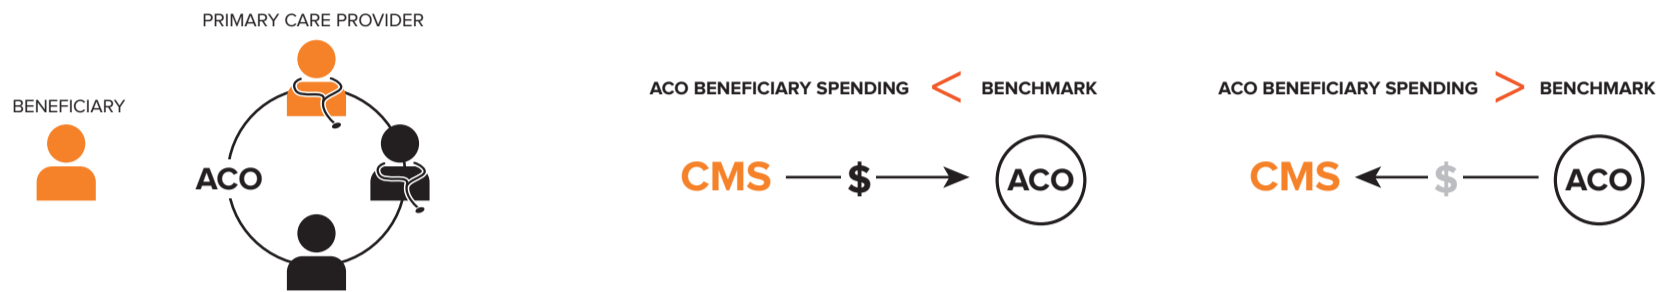 PRIMARY CARE PROVIDER
BENEFICIARY
ACO
ACO BENEFICIARY SPENDING < BENCHMARK
CMS $ ACO
ACO BENEFICIARY SPENDING > BENCHMARK
CMS $ ACO